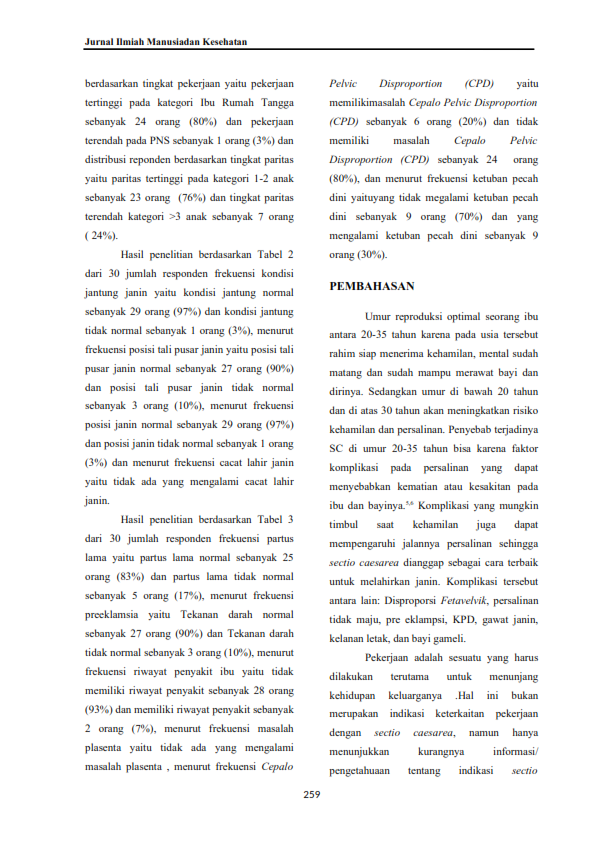 Jurnal Ilmiah Manusiadan Kesehatan
berdasarkan tingkat pekerjaan yaitu pekerjaan
tertinggi pada kategori Ibu Rumah Tangga
sebanyak 24 orang (80%) dan pekerjaan
terendah pada PNS sebanyak 1 orang (3%) dan
distribusi reponden berdasarkan tingkat paritas
yaitu paritas tertinggi pada kategori 1-2 anak
sebanyak 23 orang (76%) dan tingkat paritas
terendah kategori >3 anak sebanyak 7 orang
( 24%).
Hasil penelitian berdasarkan Tabel 2
dari 30 jumlah responden frekuensi kondisi
jantung janin yaitu kondisi jantung normal
sebanyak 29 orang (97%) dan kondisi jantung
tidak normal sebanyak 1 orang (3%), menurut
frekuensi posisi tali pusar janin yaitu posisi tali
pusar janin normal sebanyak 27 orang (90%)
dan posisi tali pusar janin tidak normal
sebanyak 3 orang (10%), menurut frekuensi
posisi janin normal sebanyak 29 orang (97%)
dan posisi janin tidak normal sebanyak 1 orang
(3%) dan menurut frekuensi cacat lahir janin
yaitu tidak ada yang mengalami cacat lahir
janin.
Hasil penelitian berdasarkan Tabel 3
dari 30 jumlah responden frekuensi partus
lama yaitu partus lama normal sebanyak 25
orang (83%) dan partus lama tidak normal
sebanyak 5 orang (17%), menurut frekuensi
preeklamsia yaitu Tekanan darah normal
sebanyak 27 orang (90%) dan Tekanan darah
tidak normal sebanyak 3 orang (10%), menurut
frekuensi riwayat penyakit ibu yaitu tidak
memiliki riwayat penyakit sebanyak 28 orang
(93%) dan memiliki riwayat penyakit sebanyak
2 orang (7%), menurut frekuensi masalah
plasenta yaitu tidak ada yang mengalami
masalah plasenta , menurut frekuensi Cepalo
Pelvic Disproportion (CPD) yaitu
memilikimasalah Cepalo Pelvic Disproportion
(CPD) sebanyak 6 orang (20%) dan tidak
memiliki masalah Cepalo Pelvic
Disproportion (CPD) sebanyak 24 orang
(80%), dan menurut frekuensi ketuban pecah
dini yaituyang tidak megalami ketuban pecah
dini sebanyak 9 orang (70%) dan yang
mengalami ketuban pecah dini sebanyak 9
orang (30%).
PEMBAHASAN
Umur reproduksi optimal seorang ibu
antara 20-35 tahun karena pada usia tersebut
rahim siap menerima kehamilan, mental sudah
matang dan sudah mampu merawat bayi dan
dirinya. Sedangkan umur di bawah 20 tahun
dan di atas 30 tahun akan meningkatkan risiko
kehamilan dan persalinan. Penyebab terjadinya
SC di umur 20-35 tahun bisa karena faktor
komplikasi pada persalinan yang dapat
menyebabkan kematian atau kesakitan pada
ibu dan bayinya.⁵,⁶ Komplikasi yang mungkin
timbul saat kehamilan juga dapat
mempengaruhi jalannya persalinan sehingga
sectio caesarea dianggap sebagai cara terbaik
untuk melahirkan janin. Komplikasi tersebut
antara lain: Disproporsi Fetavelvik, persalinan
tidak maju, pre eklampsi, KPD, gawat janin,
kelanan letak, dan bayi gameli.
Pekerjaan adalah sesuatu yang harus
dilakukan terutama untuk menunjang
kehidupan keluarganya .Hal ini bukan
merupakan indikasi keterkaitan pekerjaan
dengan sectio caesarea, namun hanya
menunjukkan kurangnya informasi/
pengetahuaan tentang indikasi sectio
259